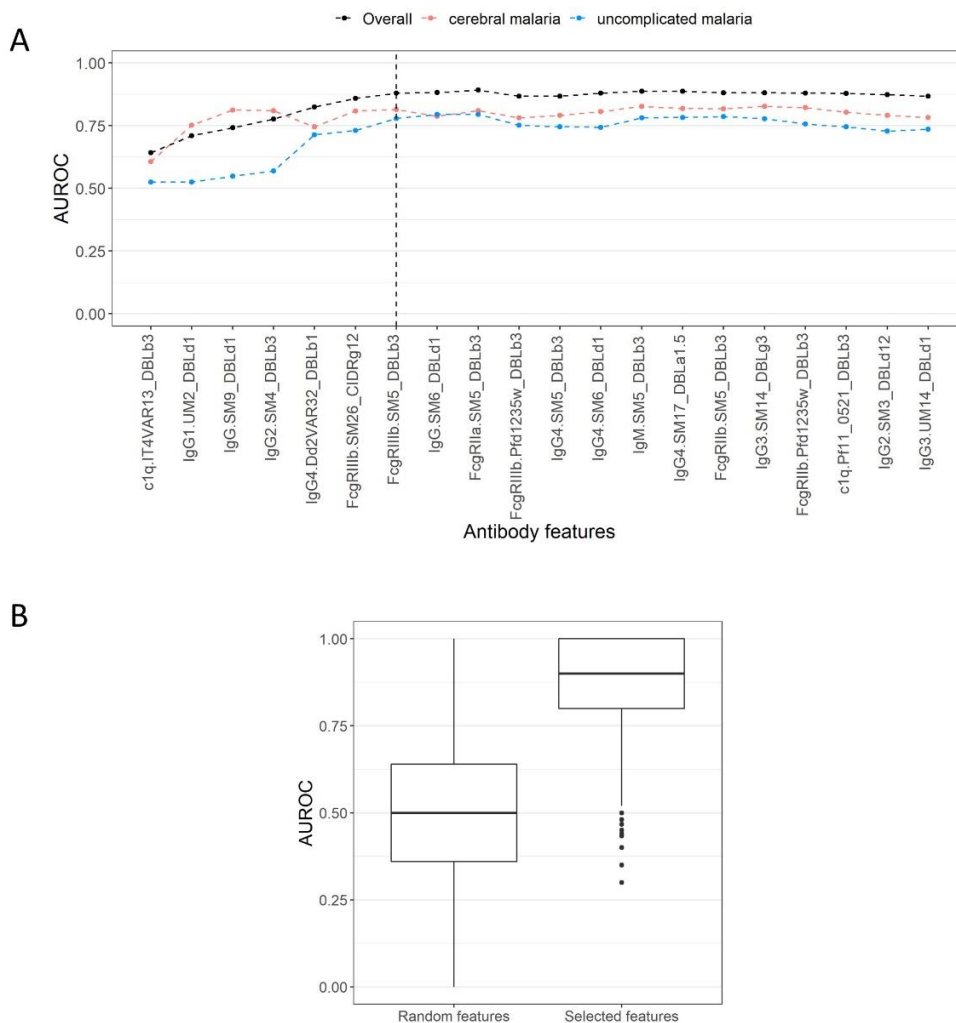 Overall cerebral malaria uncomplicated malaria
A
1.00
0.75
0.50
0.25
0.00
AUROC
c1q.IT4VAR13_DBLb3
IgG1.UM2_DBLd1
IgG.SM9_DBLd1
IgG2.SM4_DBLb3
IgG4.Dd2VAR32_DBLb1
FcgRIIIb.SM26_CIDRg12
FcgRIIIb.SM5_DBLb3
IgG.SM6_DBLd1
FcgRIIa.SM5_DBLb3
FcgRIIIb.Pfd1235w_DBLb3
IgG4.SM5_DBLb3
IgG4.SM6_DBLd1
IgM.SM5_DBLb3
IgG4.SM17_DBLa1.5
FcgRIIb.SM5_DBLb3
IgG3.SM14_DBLg3
FcgRIIb.Pfd1235w_DBLb3
c1q.Pf11_0521_DBLb3
IgG2.SM3_DBLd12
IgG3.UM14_DBLd1
Antibody features
B
1.00
0.75
0.50
0.25
0.00
AUROC
Random features Selected features